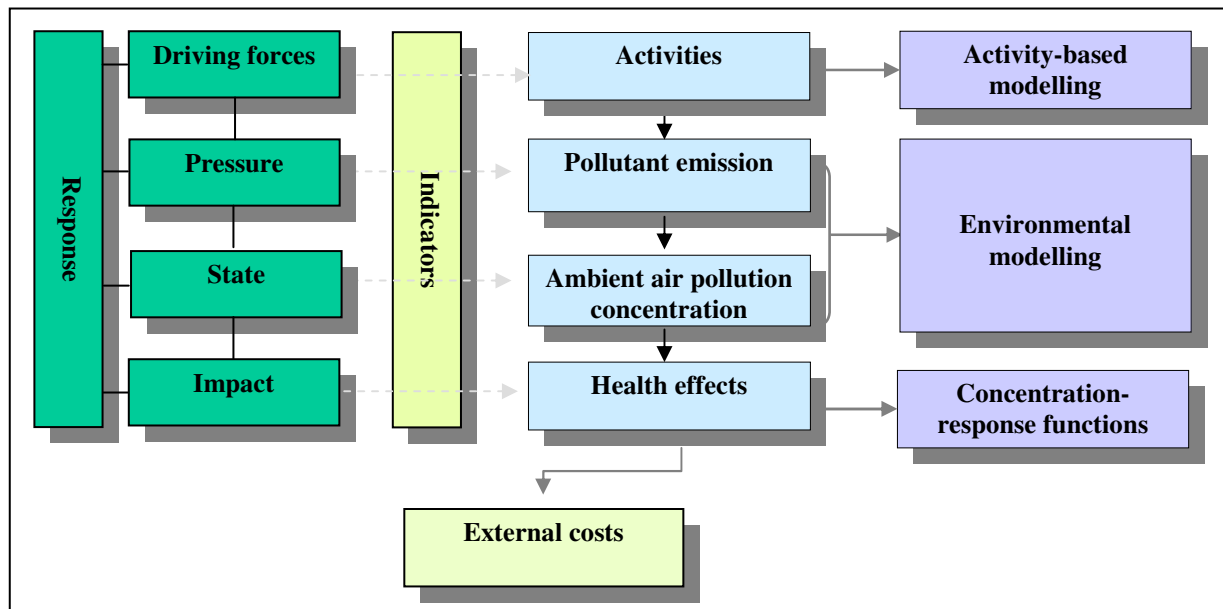 Response
Driving forces
Pressure
State
Impact
Indicators
Activities
Pollutant emission
Ambient air pollution
concentration
Health effects
External costs
Activity-based
modelling
Environmental
modelling
Concentration-
response functions